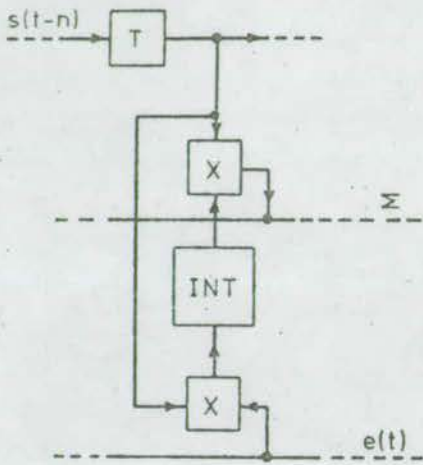 s(t-n)
T
X
Σ
INT
X
e(t)